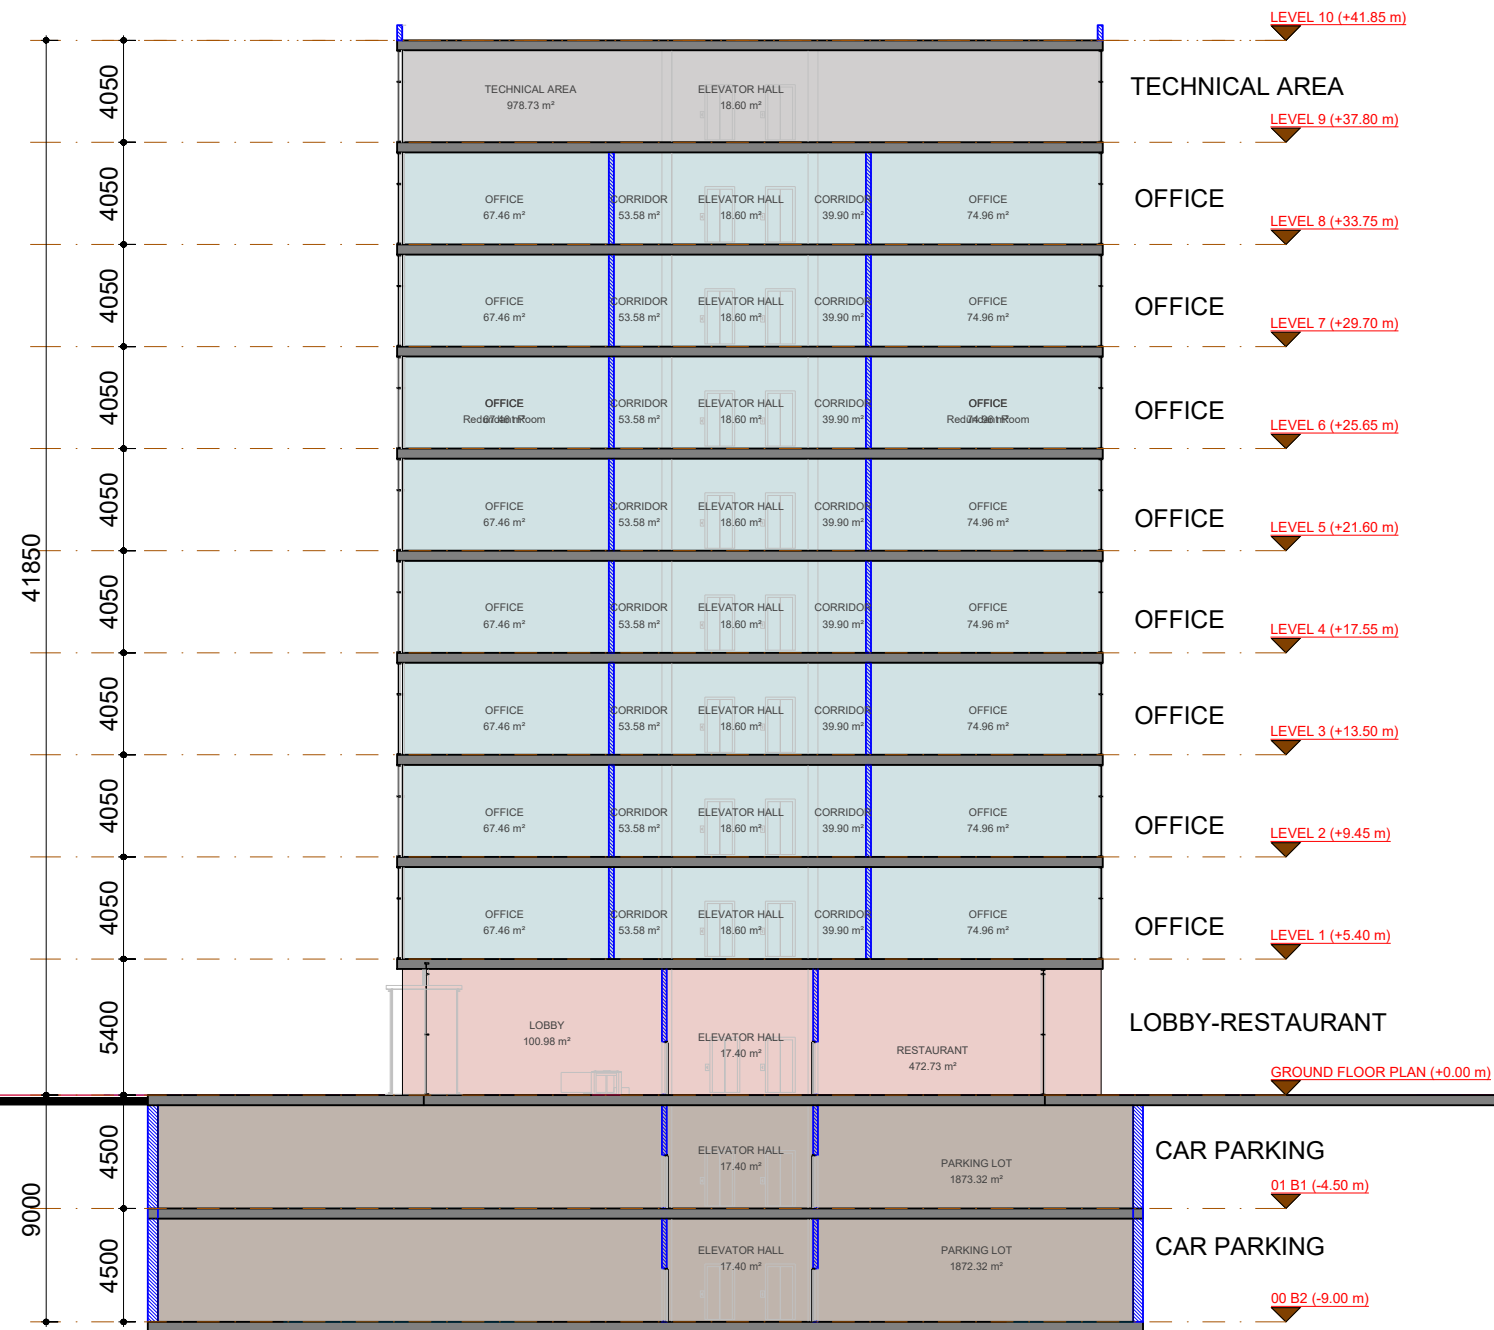 LEVEL 10 (+41.85 m)
4050
TECHNICAL AREA
978.73 m²
ELEVATOR HALL
18.60 m²
TECHNICAL AREA
LEVEL 9 (+37.80 m)
4050
OFFICE
67.46 m²
CORRIDOR
53.58 m²
ELEVATOR HALL
18.60 m²
CORRIDOR
39.90 m²
OFFICE
74.96 m²
OFFICE
LEVEL 8 (+33.75 m)
4050
OFFICE
67.46 m²
CORRIDOR
53.58 m²
ELEVATOR HALL
18.60 m²
CORRIDOR
39.90 m²
OFFICE
74.96 m²
OFFICE
LEVEL 7 (+29.70 m)
4050
OFFICE
Redundant Room
67.46 m²
CORRIDOR
53.58 m²
ELEVATOR HALL
18.60 m²
CORRIDOR
39.90 m²
OFFICE
Redundant Room
74.96 m²
OFFICE
LEVEL 6 (+25.65 m)
4050
OFFICE
67.46 m²
CORRIDOR
53.58 m²
ELEVATOR HALL
18.60 m²
CORRIDOR
39.90 m²
OFFICE
74.96 m²
OFFICE
LEVEL 5 (+21.60 m)
41850
4050
OFFICE
67.46 m²
CORRIDOR
53.58 m²
ELEVATOR HALL
18.60 m²
CORRIDOR
39.90 m²
OFFICE
74.96 m²
OFFICE
LEVEL 4 (+17.55 m)
4050
OFFICE
67.46 m²
CORRIDOR
53.58 m²
ELEVATOR HALL
18.60 m²
CORRIDOR
39.90 m²
OFFICE
74.96 m²
OFFICE
LEVEL 3 (+13.50 m)
4050
OFFICE
67.46 m²
CORRIDOR
53.58 m²
ELEVATOR HALL
18.60 m²
CORRIDOR
39.90 m²
OFFICE
74.96 m²
OFFICE
LEVEL 2 (+9.45 m)
4050
OFFICE
67.46 m²
CORRIDOR
53.58 m²
ELEVATOR HALL
18.60 m²
CORRIDOR
39.90 m²
OFFICE
74.96 m²
OFFICE
LEVEL 1 (+5.40 m)
5400
LOBBY
100.98 m²
ELEVATOR HALL
17.40 m²
RESTAURANT
472.73 m²
LOBBY-RESTAURANT
GROUND FLOOR PLAN (+0.00 m)
4500
ELEVATOR HALL
17.40 m²
PARKING LOT
1873.32 m²
CAR PARKING
01 B1 (-4.50 m)
9000
4500
ELEVATOR HALL
17.40 m²
PARKING LOT
1872.32 m²
CAR PARKING
00 B2 (-9.00 m)